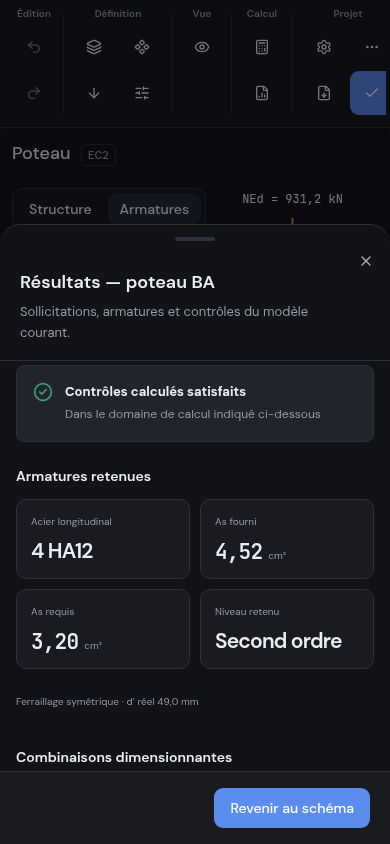 Édition Définition Vue Calcul Projet
Poteau EC2
Structure Armatures NEd = 931,2 kN
Résultats — poteau BA
Sollicitations, armatures et contrôles du modèle
courant.
Contrôles calculés satisfaits
Dans le domaine de calcul indiqué ci-dessous
Armatures retenues
Acier longitudinal As fourni
4 HA12 4,52 cm²
As requis Niveau retenu
3,20 cm² Second ordre
Ferraillage symétrique · d' réel 49,0 mm
Combinaisons dimensionnantes
Revenir au schéma